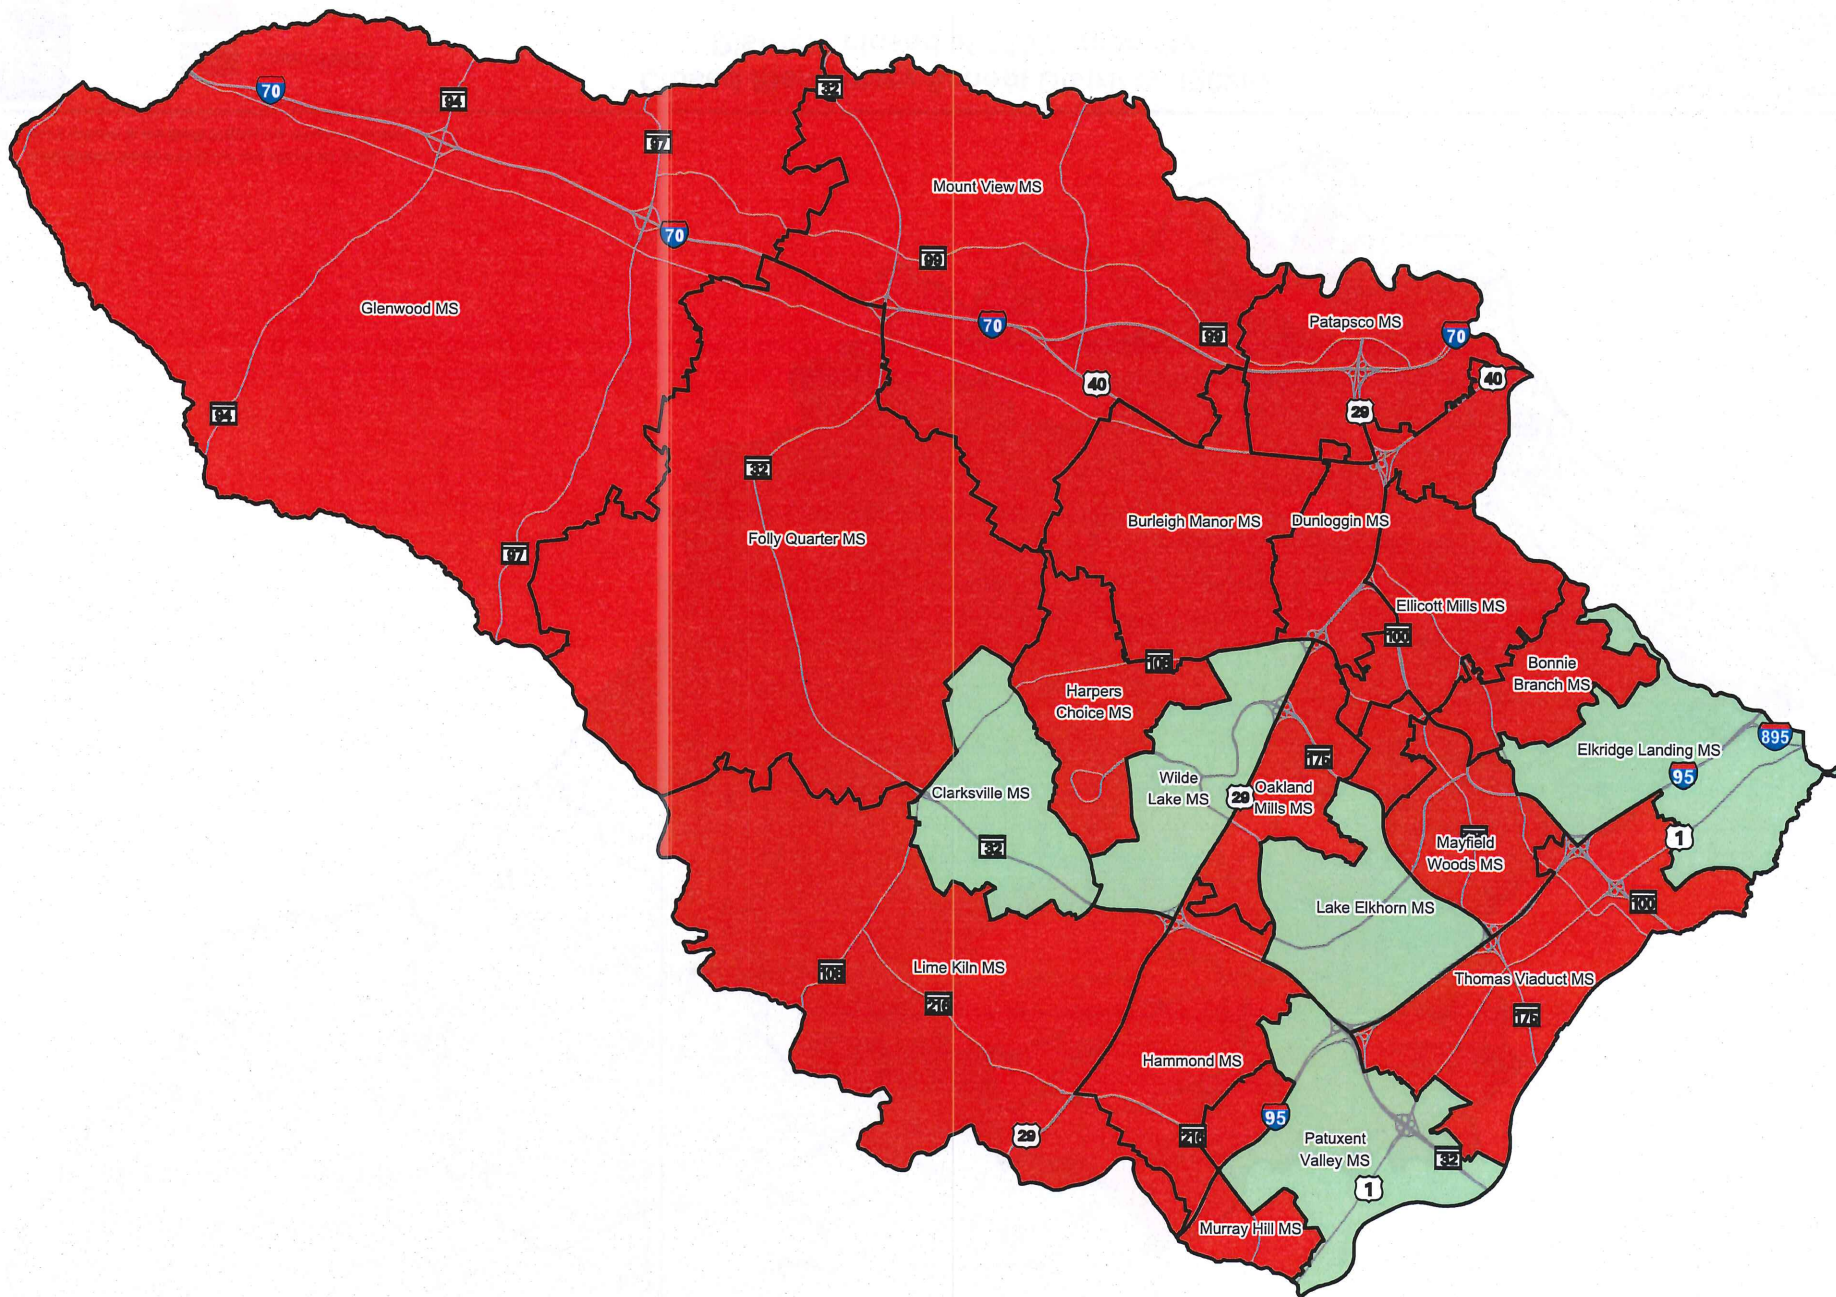 32
70
94
97
Mount View MS
70
99
Glenwood MS
70
Patapsco MS
99
70
40
40
94
29
32
Burleigh Manor MS
Dunloggin MS
Folly Quarter MS
97
Ellicott Mills MS
100
108
Bonnie
Branch MS
Harpers
Choice MS
895
Elkridge Landing MS
175
95
Wilde
Lake MS
Clarksville MS
29
Oakland
Mills MS
1
32
Mayfield
Woods MS
100
Lake Elkhorn MS
Lime Kiln MS
108
Thomas Viaduct MS
216
175
Hammond MS
95
29
216
Patuxent
Valley MS
32
1
Murray Hill MS